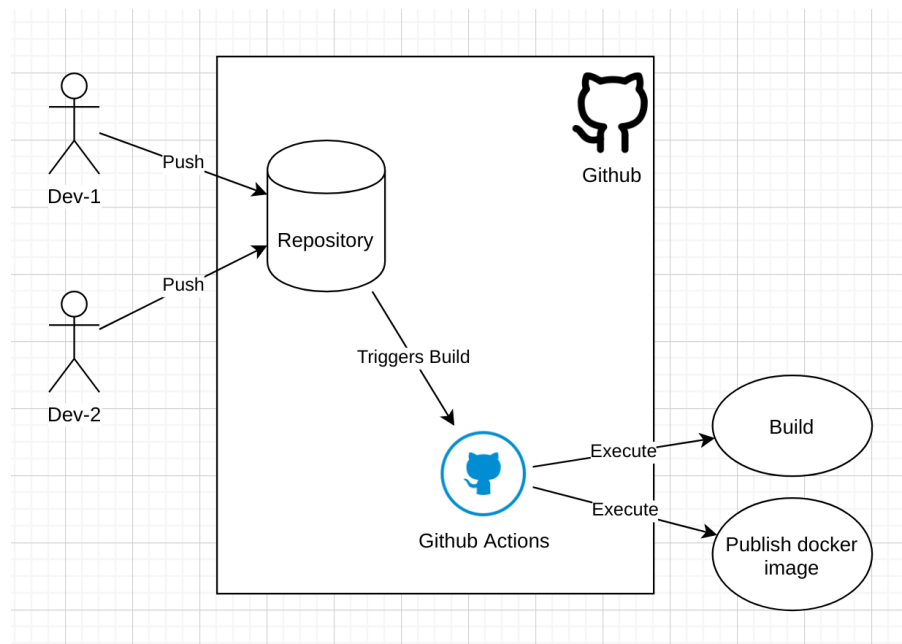 Github
Dev-1
Push
Repository
Push
Dev-2
Triggers Build
Github Actions
Execute
Build
Execute
Publish docker
image